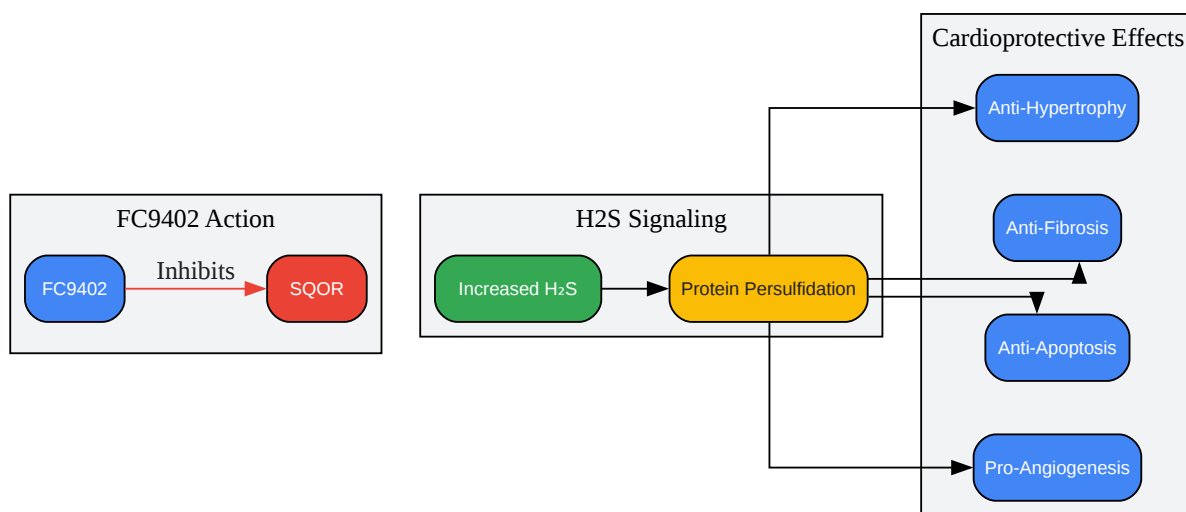 Cardioprotective Effects
Anti-Hypertrophy
FC9402 Action
H2S Signaling
Anti-Fibrosis
Inhibits
FC9402
SQOR
Increased H₂S
Protein Persulfidation
Anti-Apoptosis
Pro-Angiogenesis